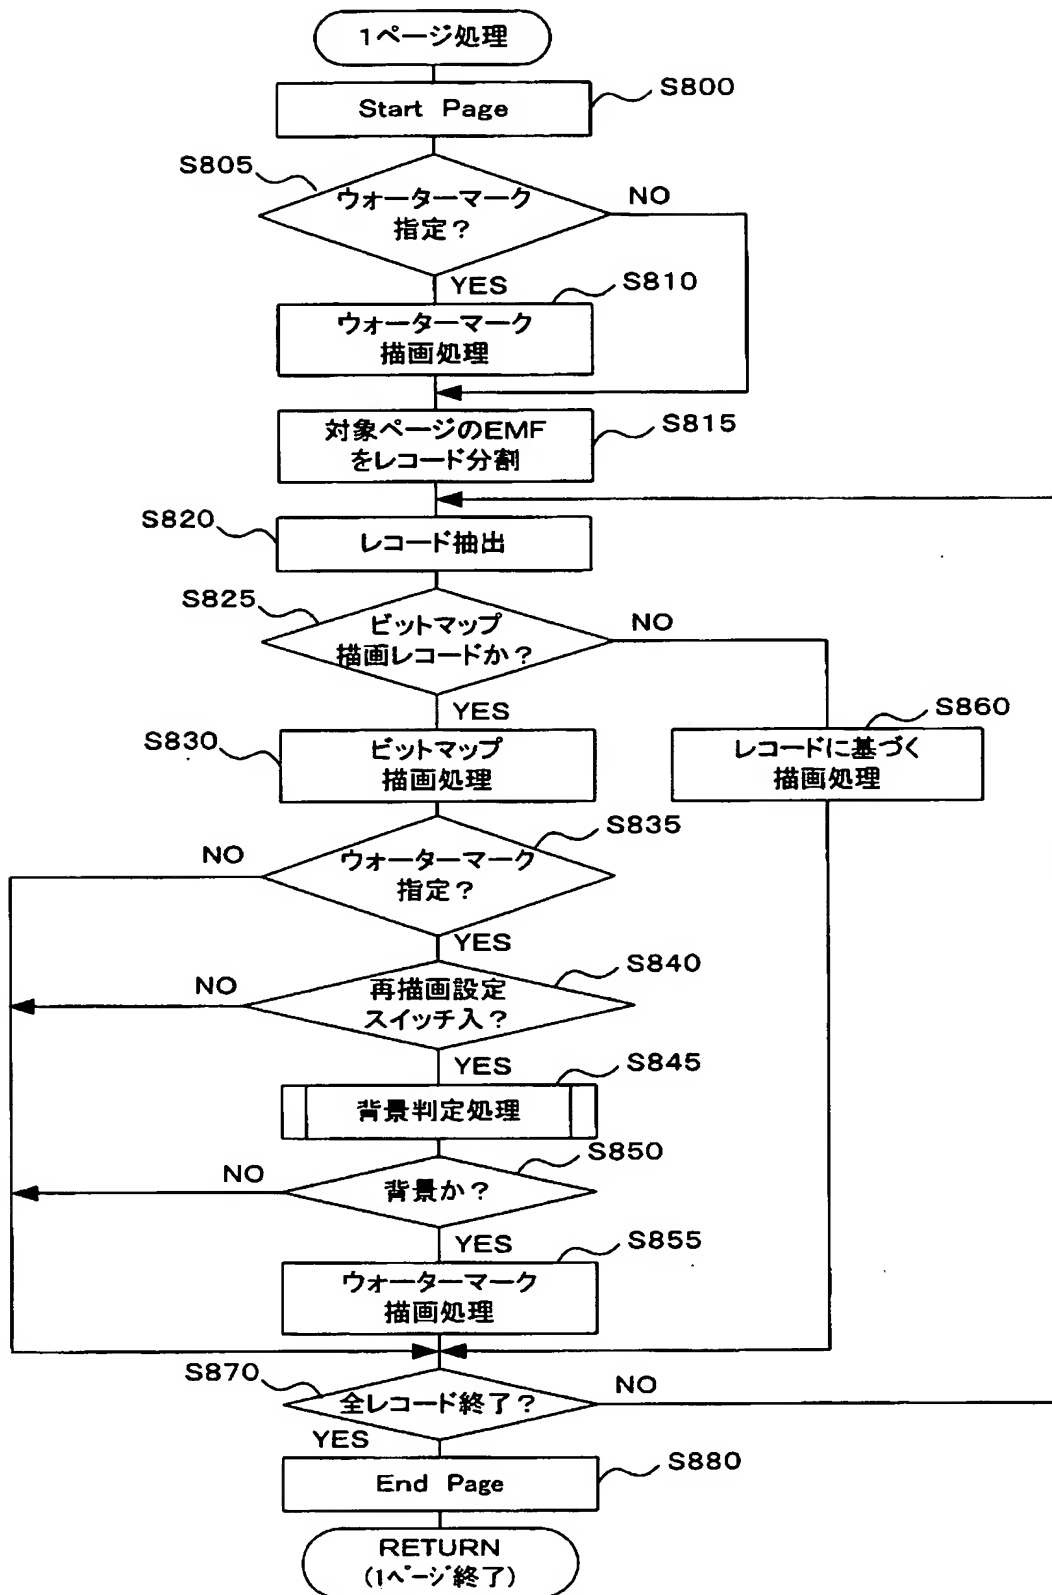 1ページ処理
Start Page
S800
S805
ウォーターマーク
指定?
NO
YES
S810
ウォーターマーク
描画処理
対象ページのEMF
をレコード分割
S815
S820
レコード抽出
S825
ビットマップ
描画レコードか?
NO
YES
S830
ビットマップ
描画処理
S860
レコードに基づく
描画処理
S835
NO
ウォーターマーク
指定?
YES
S840
NO
再描画設定
スイッチ入?
YES
S845
背景判定処理
S850
NO
背景か?
YES
S855
ウォーターマーク
描画処理
S870
全レコード終了?
NO
YES
End Page
S880
RETURN
(1ページ終了)